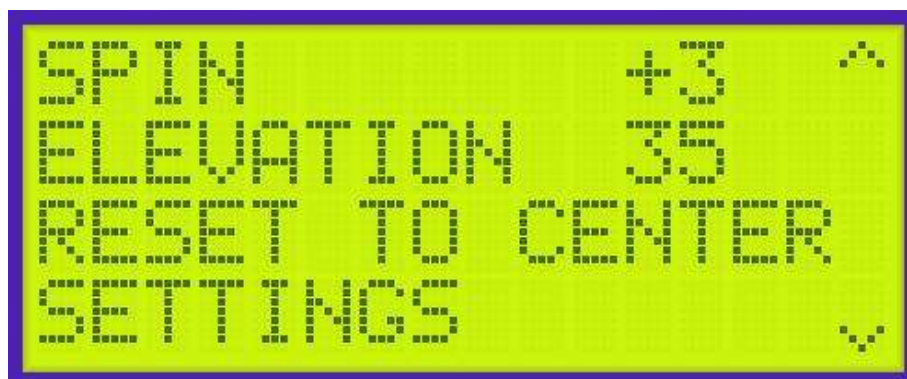 SPIN +3 ^
ELEVATION 35
RESET TO CENTER
SETTINGS v